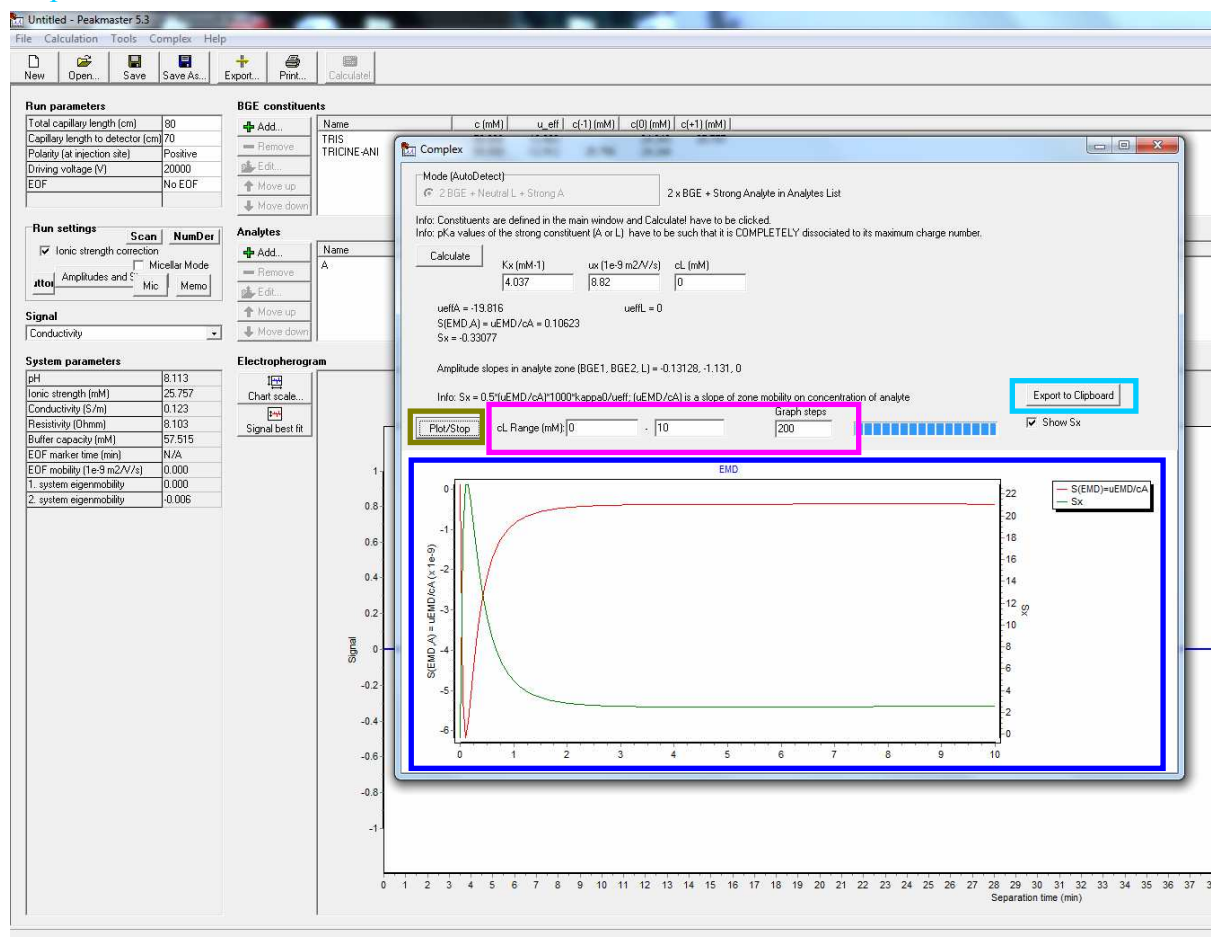 Untitled - Peakmaster 5.3
File Calculation Tools Complex Help
New Open... Save Save As... Export... Print... Calculate!
Run parameters
Total capillary length (cm) 80
Capillary length to detector (cm) 70
Polarity (at injection site) Positive
Driving voltage (V) 20000
EOF No EOF
Run settings
Scan NumDer
Ionic strength correction
Micellar Mode
Amplitudes and
Mic Memo
Signal
Conductivity
System parameters
pH 8.113
Ionic strength (mM) 25.757
Conductivity (S/m) 0.123
Resistivity (Ohmm) 8.103
Buffer capacity (mM) 57.515
EOF marker time (min) N/A
EOF mobility (1e-9 m2/V/s) 0.000
1. system eigenmobility 0.000
2. system eigenmobility -0.006
BGE constituents
Add...
Remove
Edit...
Move up
Move down
Name c (mM) u_eff c(-1) (mM) c(0) (mM) c(+1) (mM)
TRIS
TRICINE-ANI
Analytes
Add...
Remove
Edit...
Move up
Move down
Name
A
Electropherogram
Chart scale...
Signal best fit
Complex
Mode (AutoDetect)
2 BGE + Neutral L + Strong A
2 x BGE + Strong Analyte in Analytes List
Info: Constituents are defined in the main window and Calculate! have to be clicked.
Info: pKa values of the strong constituent (A or L) have to be such that it is COMPLETELY dissociated to its maximum charge number.
Calculate
Kx (mM-1) ux (1e-9 m2/V/s) cL (mM)
4.037 8.82 0
ueffA = -19.816 ueffL = 0
S(EMD,A) = uEMD/cA = 0.10623
Sx = -0.33077
Amplitude slopes in analyte zone (BGE1, BGE2, L) = -0.13128, -1.131, 0
Info: Sx = 0.5*(uEMD/cA)*1000*kappa0/ueff; (uEMD/cA) is a slope of zone mobility on concentration of analyte
Export to Clipboard
Plot/Stop cL Range (mM): 0 - 10
Graph steps
200
Show Sx
EMD
S(EMD)=uEMD/cA
Sx
S(EMD,A) = uEMD/cA (x 1e-9)
0
-1
-2
-3
-4
-5
-6
22
20
18
16
14
12
10
8
6
4
2
0
Sx
0 1 2 3 4 5 6 7 8 9 10
Signal
1
0.8
0.6
0.4
0.2
0
-0.2
-0.4
-0.6
-0.8
-1
0 1 2 3 4 5 6 7 8 9 10 11 12 13 14 15 16 17 18 19 20 21 22 23 24 25 26 27 28 29 30 31 32 33 34 35 36 37
Separation time (min)